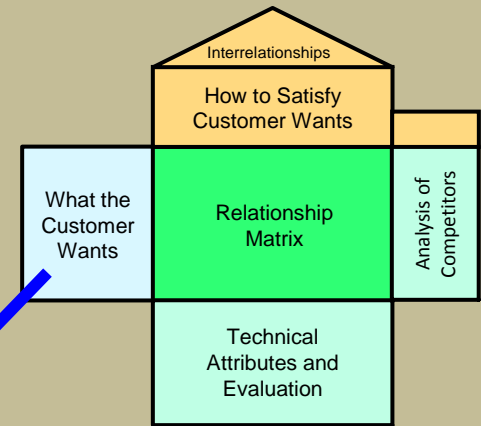 Interrelationships
How to Satisfy
Customer Wants
What the
Customer
Wants
Relationship
Matrix
Analysis of
Competitors
Technical
Attributes and
Evaluation